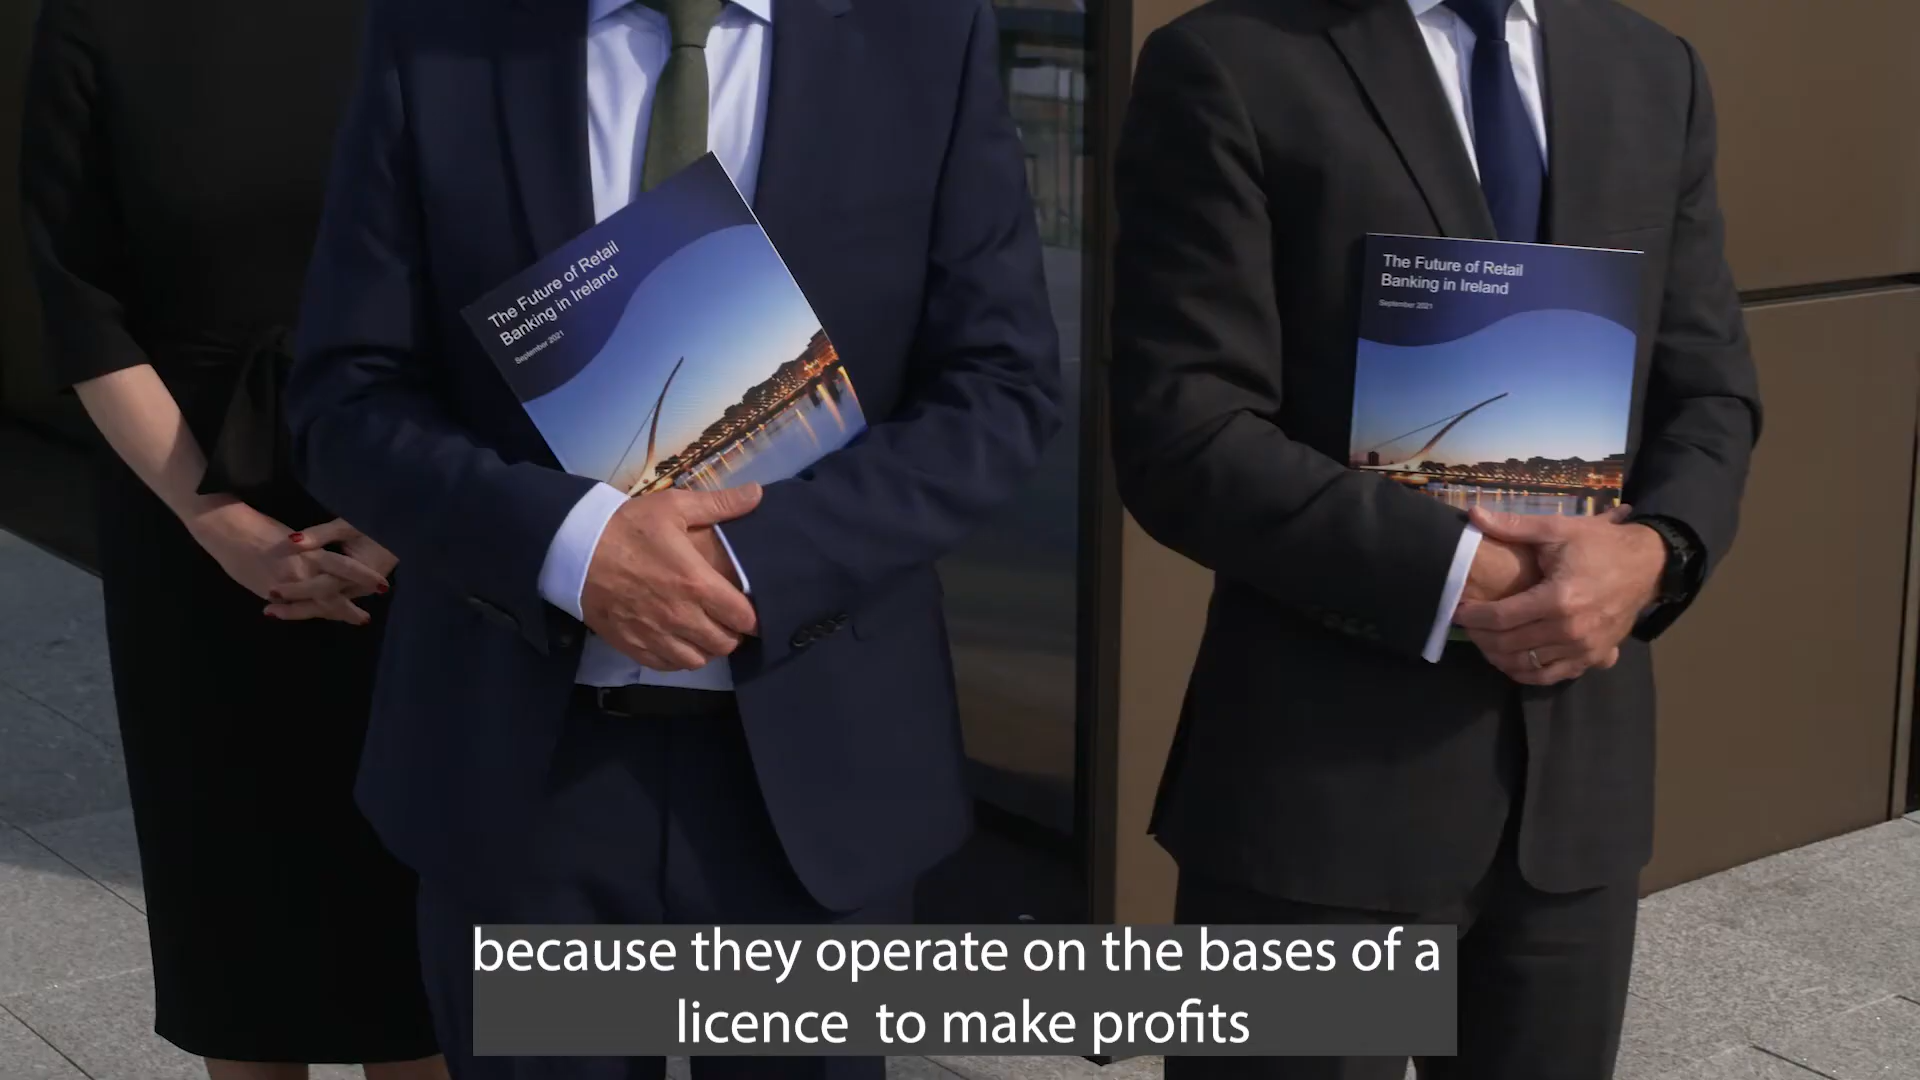 The Future of Retail
Banking in Ireland
September 2021
The Future of Retail
Banking in Ireland
September 2021
because they operate on the bases of a
licence  to make profits